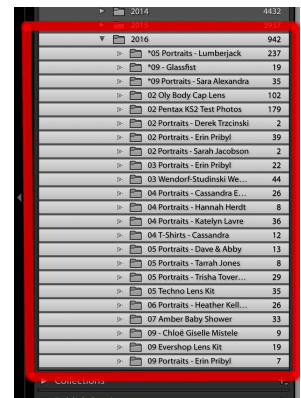 2014 4432
2015 3937
2016 942
*05 Portraits - Lumberjack 237
*09 - Glassfist 19
*09 Portraits - Sara Alexandra 35
02 Oly Body Cap Lens 102
02 Pentax KS2 Test Photos 179
02 Portraits - Derek Trzcinski 2
02 Portraits - Erin Pribyl 39
02 Portraits - Sarah Jacobson 2
03 Portraits - Erin Pribyl 22
03 Wendorf-Studinski We... 44
04 Portraits - Cassandra E... 26
04 Portraits - Hannah Herdt 8
04 Portraits - Katelyn Lavre 36
04 T-Shirts - Cassandra 12
05 Portraits - Dave & Abby 13
05 Portraits - Tarrah Jones 8
05 Portraits - Trisha Tover... 29
05 Techno Lens Kit 35
06 Portraits - Heather Kell... 26
07 Amber Baby Shower 33
09 - Chloë Giselle Mistele 9
09 Evershop Lens Kit 19
09 Portraits - Erin Pribyl 7
Collections